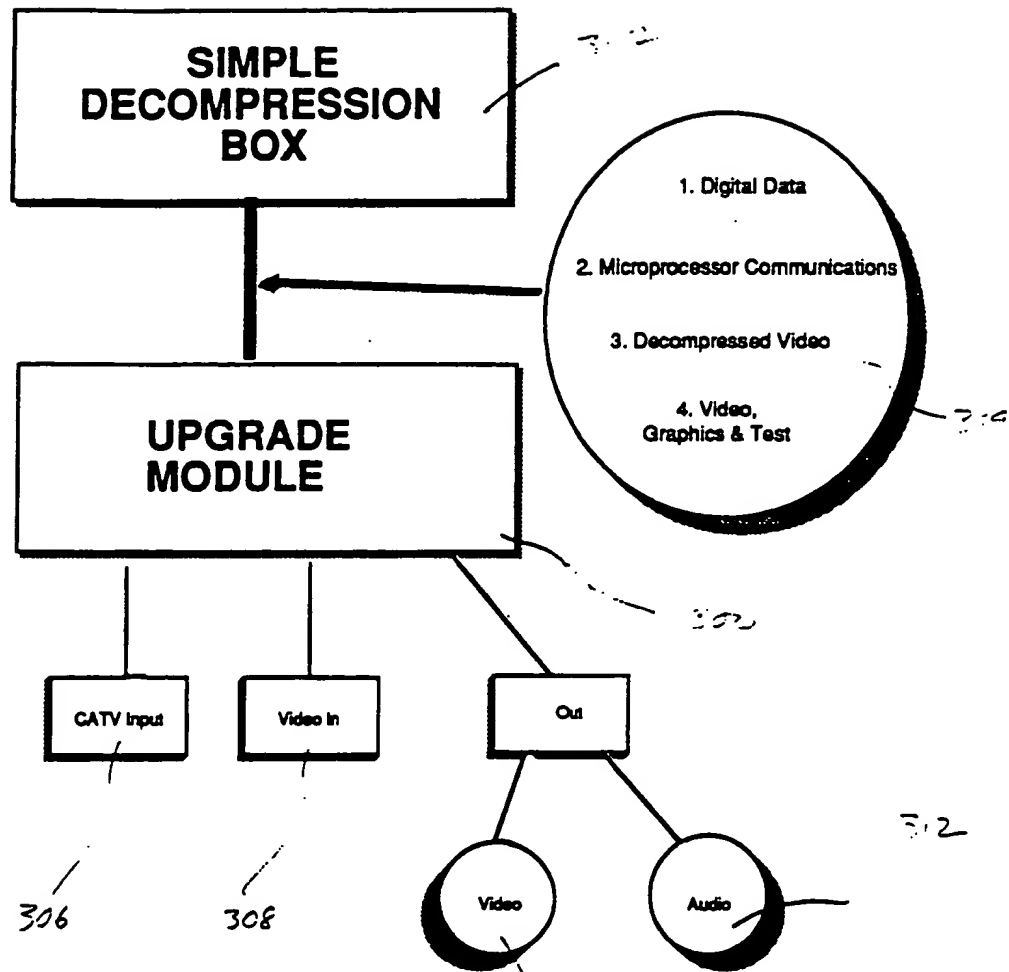 SIMPLE
DECOMPRESSION
BOX
1. Digital Data
2. Microprocessor Communications
3. Decompressed Video
4. Video,
Graphics & Test
UPGRADE
MODULE
CATV Input
Video In
Out
312
306
308
Video
Audio